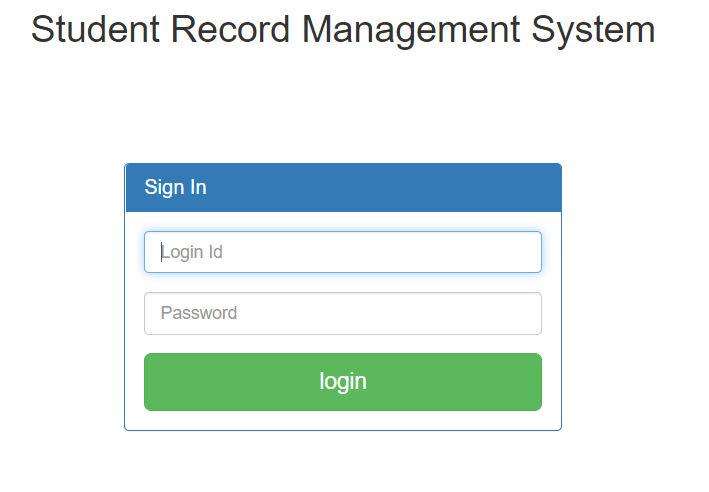 Student Record Management System
Sign In
Login Id
Password
login